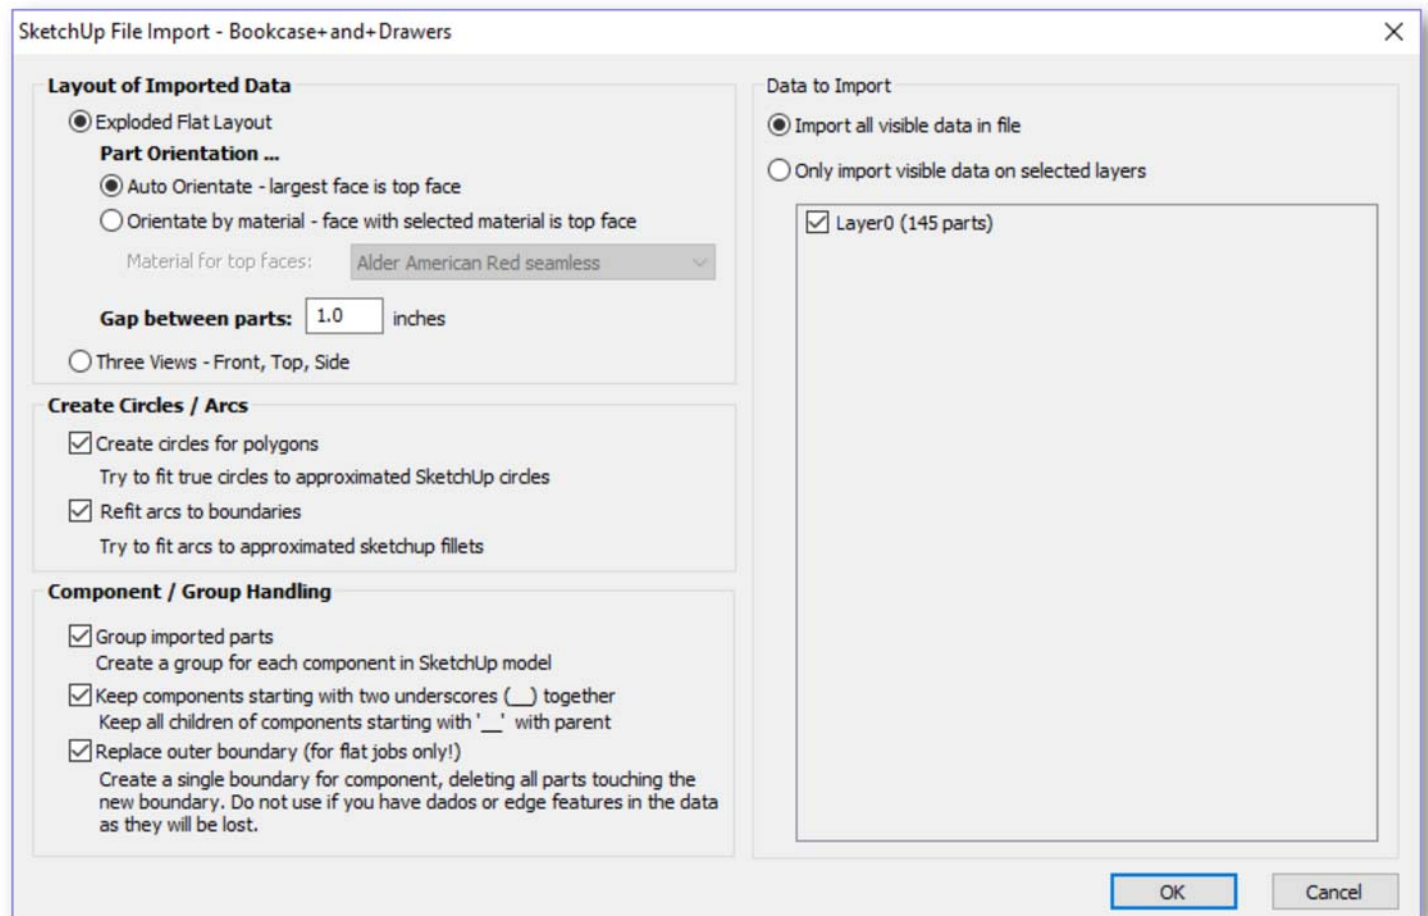 SketchUp File Import - Bookcase+and+Drawers
Layout of Imported Data
Exploded Flat Layout
Part Orientation ...
Auto Orientate - largest face is top face
Orientate by material - face with selected material is top face
Material for top faces: Alder American Red seamless
Gap between parts: 1.0 inches
Three Views - Front, Top, Side
Create Circles / Arcs
Create circles for polygons
Try to fit true circles to approximated SketchUp circles
Refit arcs to boundaries
Try to fit arcs to approximated sketchup fillets
Component / Group Handling
Group imported parts
Create a group for each component in SketchUp model
Keep components starting with two underscores (__) together
Keep all children of components starting with '__' with parent
Replace outer boundary (for flat jobs only!)
Create a single boundary for component, deleting all parts touching the
new boundary. Do not use if you have dados or edge features in the data
as they will be lost.
Data to Import
Import all visible data in file
Only import visible data on selected layers
Layer0 (145 parts)
OK
Cancel